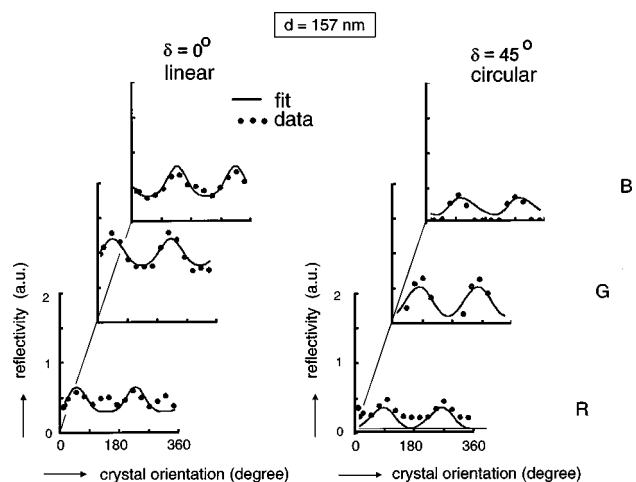 d = 157 nm
δ = 0°
linear
δ = 45°
circular
fit
data
B
G
R
reflectivity (a.u.)
2
1
0
0 180 360
crystal orientation (degree)
reflectivity (a.u.)
2
1
0
0 180 360
crystal orientation (degree)